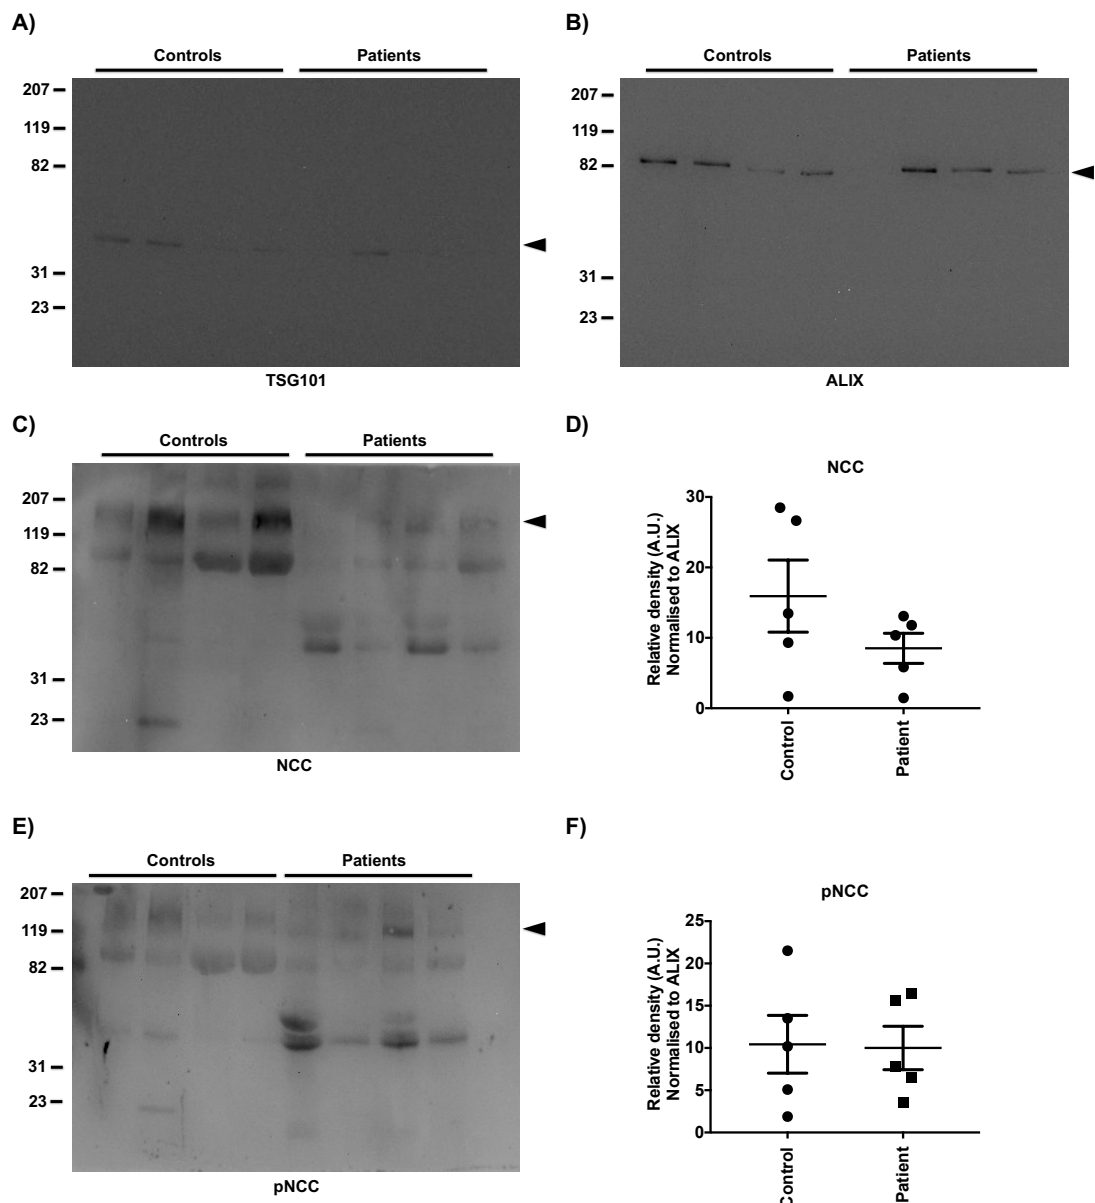 A)
Controls Patients
207
119
82
31
23
TSG101
B)
Controls Patients
207
119
82
31
23
ALIX
C)
Controls Patients
207
119
82
31
23
NCC
D)
NCC
Relative density (A.U.)
Normalised to ALIX
30
20
10
0
Control
Patient
E)
Controls Patients
207
119
82
31
23
pNCC
F)
pNCC
Relative density (A.U.)
Normalised to ALIX
25
20
15
10
5
0
Control
Patient